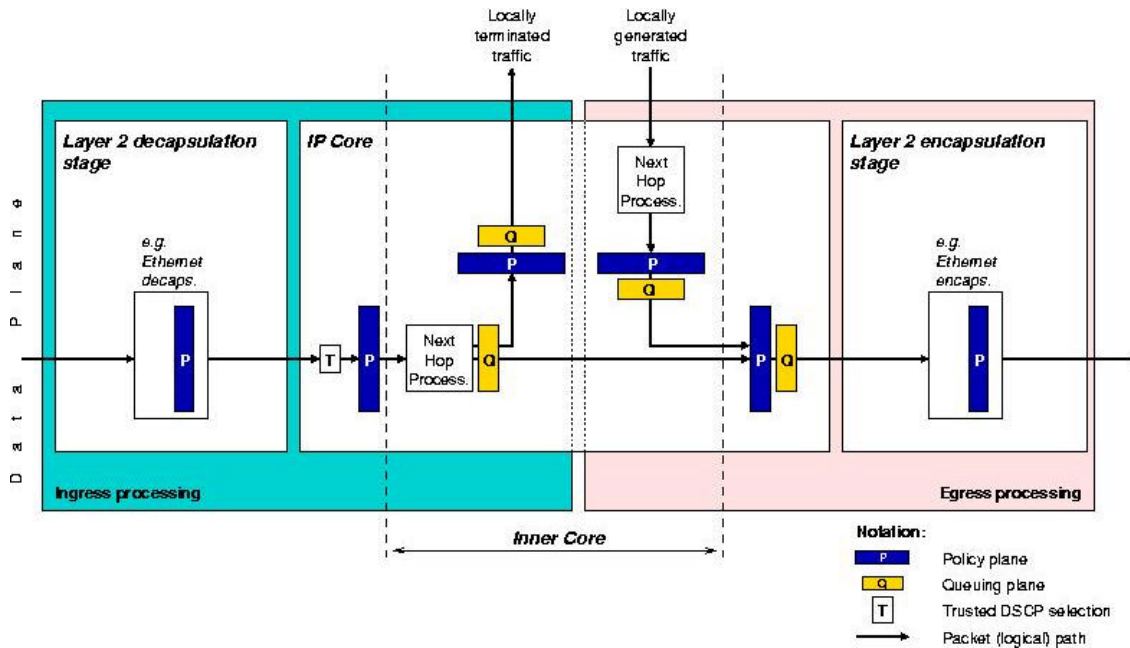 Locally
terminated
traffic
Locally
generated
traffic
Layer 2 decapsulation
stage
IP Core
Layer 2 encapsulation
stage
Next
Hop
Process.
e.g.
Ethernet
decaps.
Q
P
P
Q
e.g.
Ethernet
encaps.
P
T
P
Next
Hop
Process.
Q
P
Q
P
Data Plane
Ingress processing
Egress processing
Inner Core
Notation:
P Policy plane
Q Queuing plane
T Trusted DSCP selection
Packet (logical) path